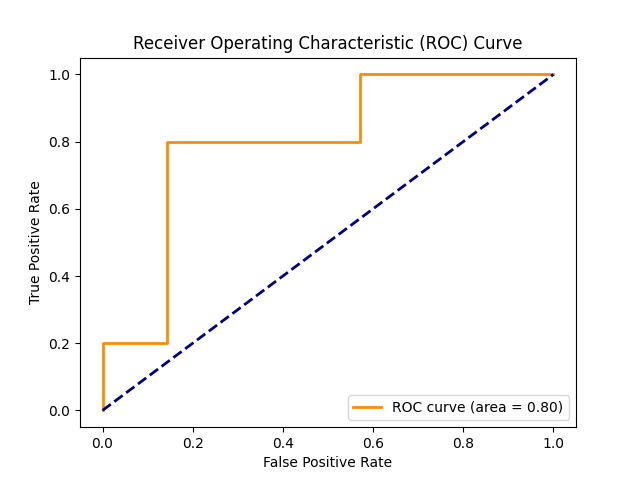 Receiver Operating Characteristic (ROC) Curve
1.0
0.8
0.6
0.4
0.2
0.0
True Positive Rate
ROC curve (area = 0.80)
0.0 0.2 0.4 0.6 0.8 1.0
False Positive Rate